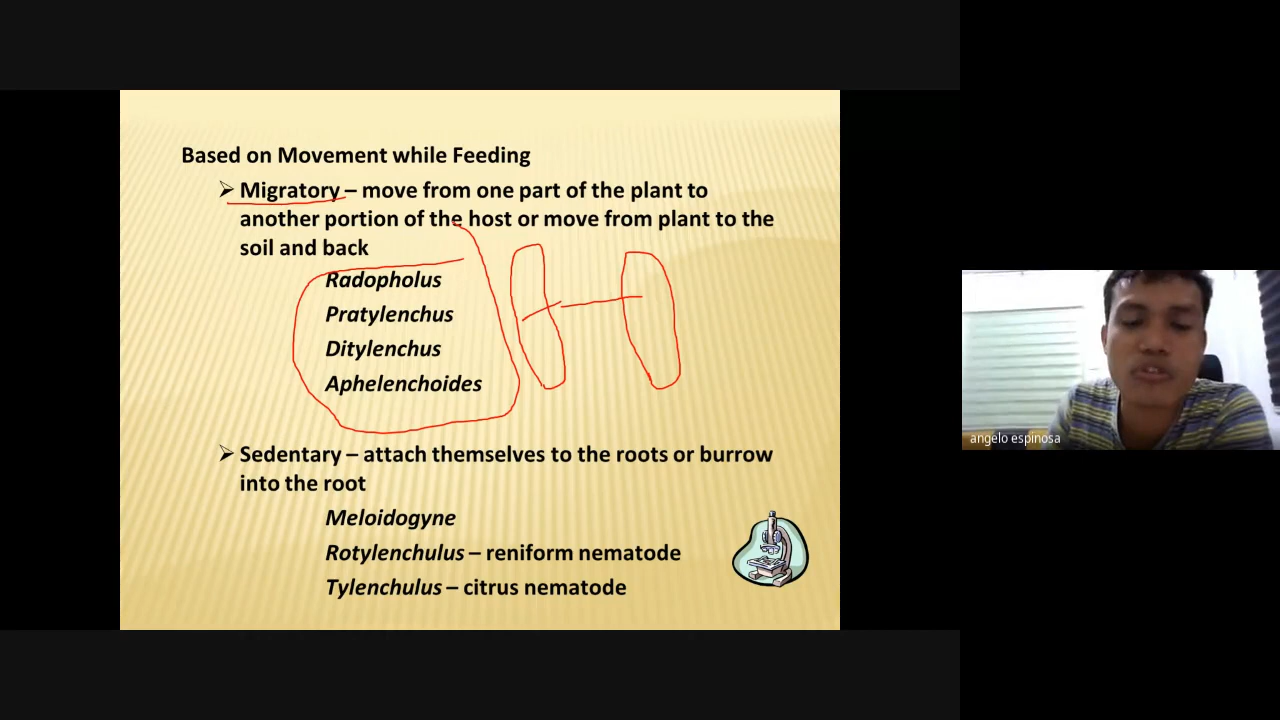 Based on Movement while Feeding
➢ Migratory – move from one part of the plant to
another portion of the host or move from plant to the
soil and back
Radopholus
Pratylenchus
Ditylenchus
Aphelenchoides
➢ Sedentary – attach themselves to the roots or burrow
into the root
Meloidogyne
Rotylenchulus – reniform nematode
Tylenchulus – citrus nematode
angelo espinosa